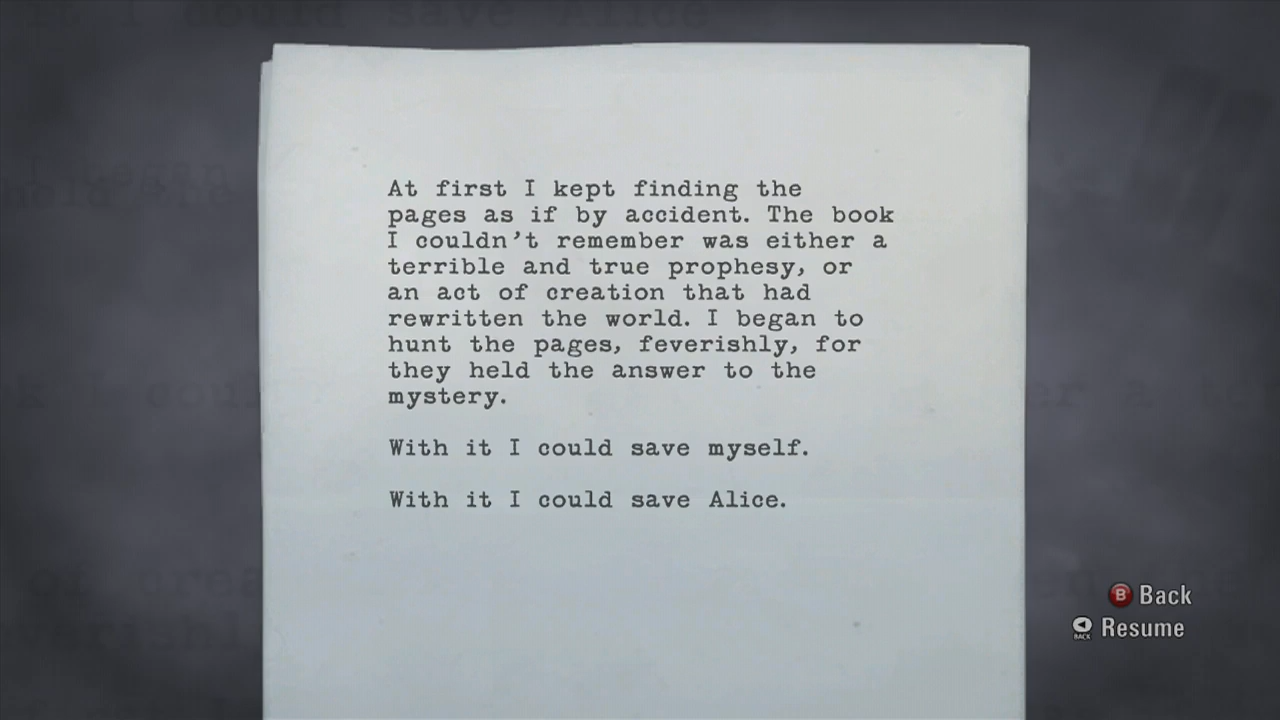 At first I kept finding the
pages as if by accident. The book
I couldn't remember was either a
terrible and true prophesy, or
an act of creation that had
rewritten the world. I began to
hunt the pages, feverishly, for
they held the answer to the
mystery.
With it I could save myself.
With it I could save Alice.
B Back
BACK Resume